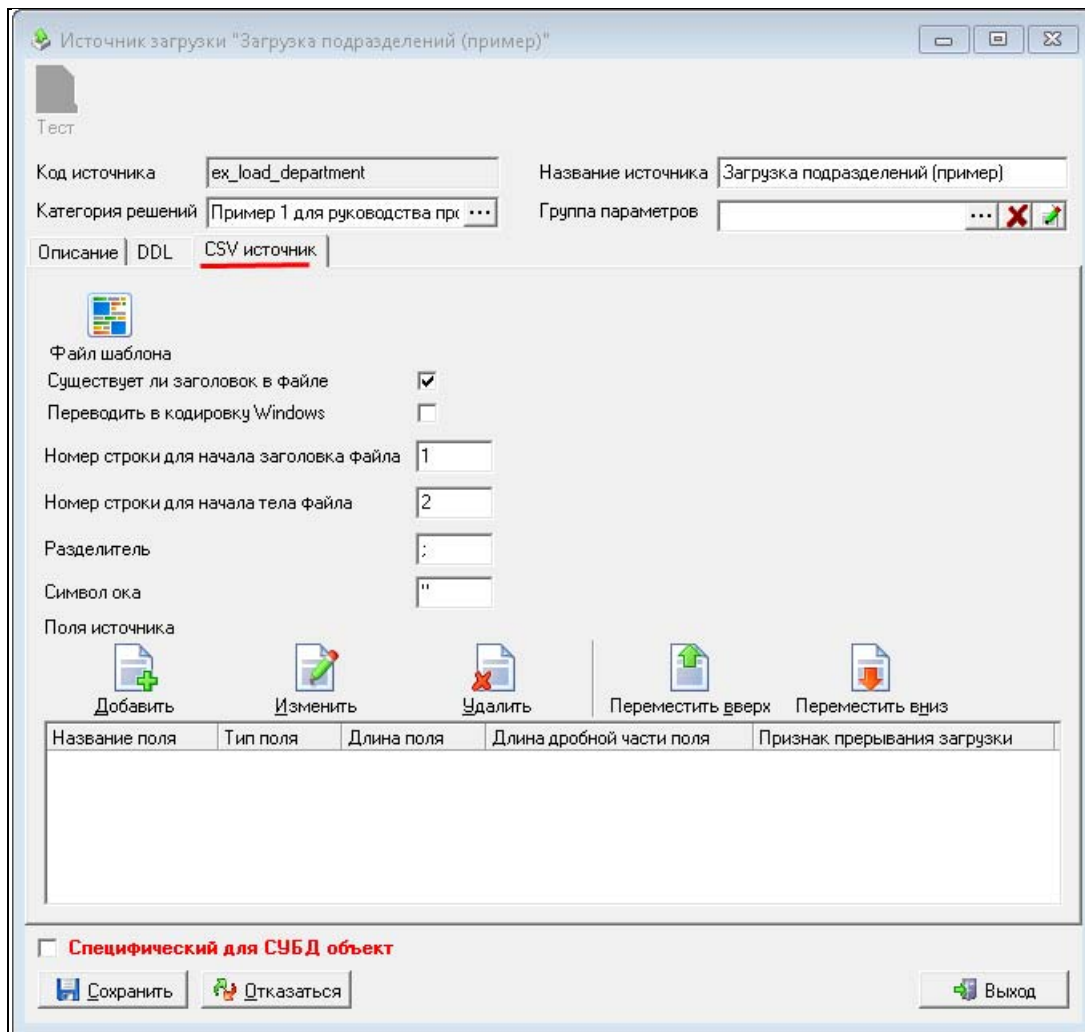 Источник загрузки "Загрузка подразделений (пример)"
Тест
Код источника ex_load_department Название источника Загрузка подразделений (пример)
Категория решений Пример 1 для руководства про ... Группа параметров ...
Описание DDL CSV источник
Файл шаблона
Существует ли заголовок в файле
Переводить в кодировку Windows
Номер строки для начала заголовка файла 1
Номер строки для начала тела файла 2
Разделитель ;
Символ ока "
Поля источника
Добавить Изменить Удалить Переместить вверх Переместить вниз
Название поля Тип поля Длина поля Длина дробной части поля Признак прерывания загрузки
Специфический для СУБД объект
Сохранить Отказаться Выход